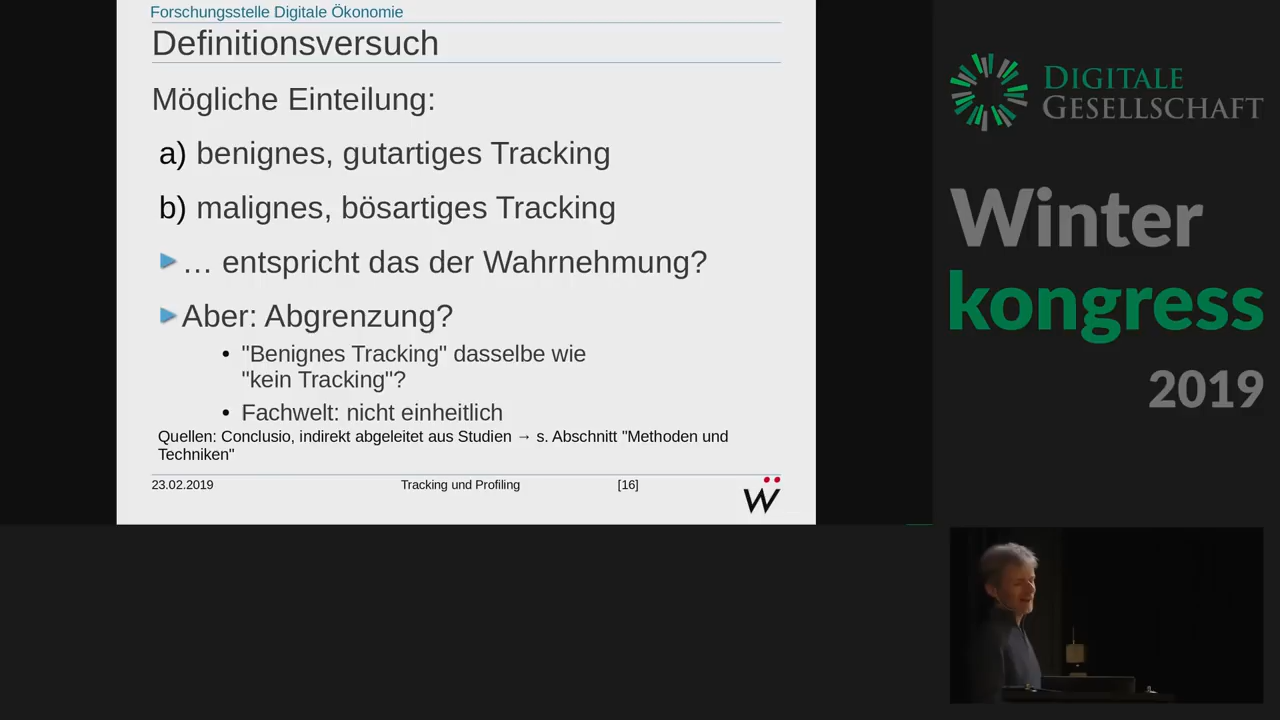 Forschungsstelle Digitale Ökonomie
Definitionsversuch
Mögliche Einteilung:
a) benignes, gutartiges Tracking
b) malignes, bösartiges Tracking
… entspricht das der Wahrnehmung?
Aber: Abgrenzung?
• "Benignes Tracking" dasselbe wie
"kein Tracking"?
• Fachwelt: nicht einheitlich
Quellen: Conclusio, indirekt abgeleitet aus Studien → s. Abschnitt "Methoden und
Techniken"
23.02.2019 Tracking und Profiling [16]
Ẅ
DIGITALE
GESELLSCHAFT
Winter
kongress
2019